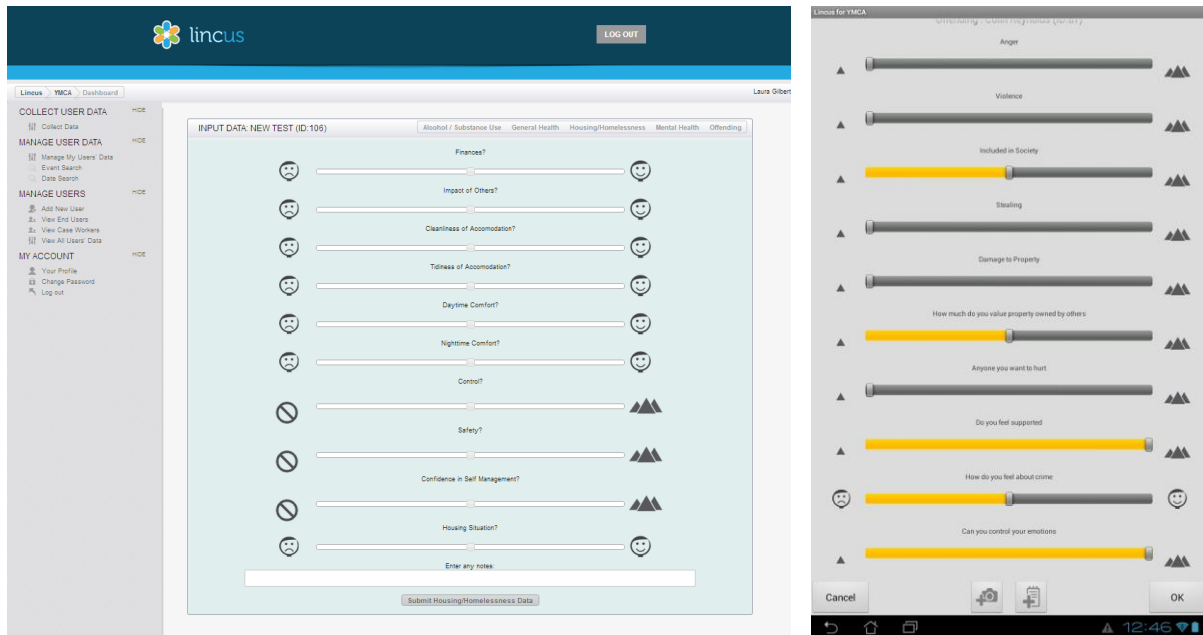 lincus
LOG OUT
Lincus YMCA Dashboard
Laura Gilbert
COLLECT USER DATA HIDE
Collect Data
MANAGE USER DATA HIDE
Manage My Users' Data
Event Search
Date Search
MANAGE USERS HIDE
Add New User
View End Users
View Case Workers
View All Users' Data
MY ACCOUNT HIDE
Your Profile
Change Password
Log out
INPUT DATA: NEW TEST (ID:106)
Alcohol / Substance Use General Health Housing/Homelessness Mental Health Offending
Finances?
Impact of Others?
Cleanliness of Accomodation?
Tidiness of Accomodation?
Daytime Comfort?
Nighttime Comfort?
Control?
Safety?
Confidence in Self Management?
Housing Situation?
Enter any notes:
Submit Housing/Homelessness Data
Lincus for YMCA
Anger
Violence
Included in Society
Stealing
Damage to Property
How much do you value property owned by others
Anyone you want to hurt
Do you feel supported
How do you feel about crime
Can you control your emotions
Cancel
OK
12:46